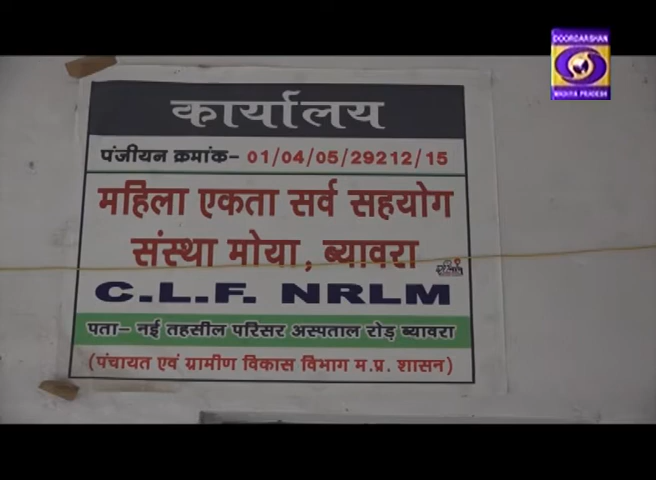 DOORDARSHAN
MADHYA PRADESH
कार्यालय
पंजीयन क्रमांक- 01/04/05/29212/15
महिला एकता सर्व सहयोग
संस्था मोया, ब्यावरा
C.L.F. NRLM
पता- नई तहसील परिसर अस्पताल रोड़ ब्यावरा
(पंचायत एवं ग्रामीण विकास विभाग म.प्र. शासन)